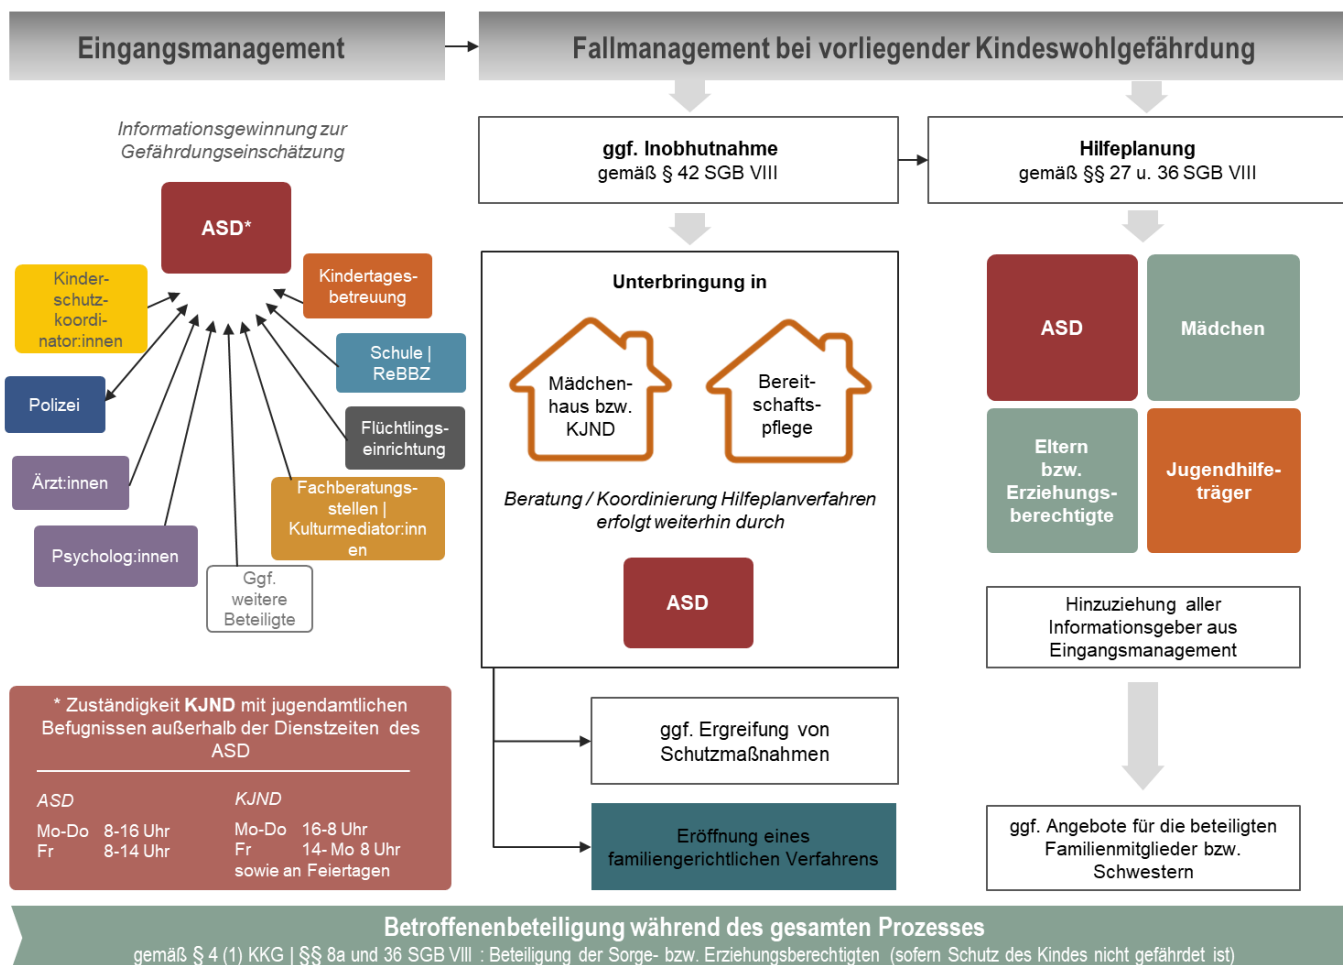 Eingangsmanagement
Fallmanagement bei vorliegender Kindeswohlgefährdung
Informationsgewinnung zur
Gefährdungseinschätzung
ASD*
Kinder-
schutz-
koordi-
nator:innen
Kindertages-
betreuung
Polizei
Schule |
ReBBZ
Ärzt:innen
Flüchtlings-
einrichtung
Psycholog:innen
Fachberatungs-
stellen |
Kulturmediator:inn
en
Ggf.
weitere
Beteiligte
* Zuständigkeit KJND mit jugendamtlichen
Befugnissen außerhalb der Dienstzeiten des
ASD
ASD
Mo-Do 8-16 Uhr
Fr 8-14 Uhr
KJND
Mo-Do 16-8 Uhr
Fr 14- Mo 8 Uhr
sowie an Feiertagen
ggf. Inobhutnahme
gemäß § 42 SGB VIII
Unterbringung in
Mädchen-
haus bzw.
KJND
Bereit-
schafts-
pflege
Beratung / Koordinierung Hilfeplanverfahren
erfolgt weiterhin durch
ASD
ggf. Ergreifung von
Schutzmaßnahmen
Eröffnung eines
familiengerichtlichen Verfahrens
Hilfeplanung
gemäß §§ 27 u. 36 SGB VIII
ASD
Mädchen
Eltern
bzw.
Erziehungs-
berechtigte
Jugendhilfe-
träger
Hinzuziehung aller
Informationsgeber aus
Eingangsmanagement
ggf. Angebote für die beteiligten
Familienmitglieder bzw.
Schwestern
Betroffenenbeteiligung während des gesamten Prozesses
gemäß § 4 (1) KKG | §§ 8a und 36 SGB VIII : Beteiligung der Sorge- bzw. Erziehungsberechtigten (sofern Schutz des Kindes nicht gefährdet ist)